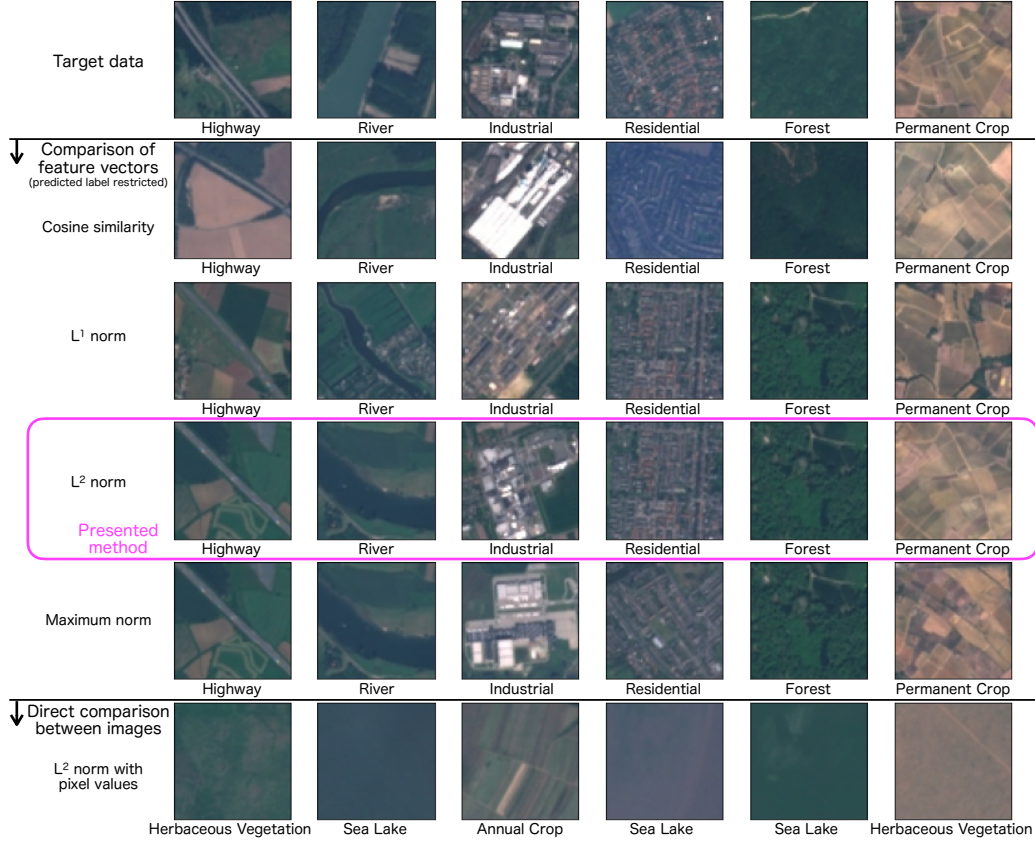 Target data
Highway River Industrial Residential Forest Permanent Crop
Comparison of
feature vectors
(predicted label restricted)
Cosine similarity
Highway River Industrial Residential Forest Permanent Crop
L¹ norm
Highway River Industrial Residential Forest Permanent Crop
L² norm
Presented
method
Highway River Industrial Residential Forest Permanent Crop
Maximum norm
Highway River Industrial Residential Forest Permanent Crop
Direct comparison
between images
L² norm with
pixel values
Herbaceous Vegetation Sea Lake Annual Crop Sea Lake Sea Lake Herbaceous Vegetation